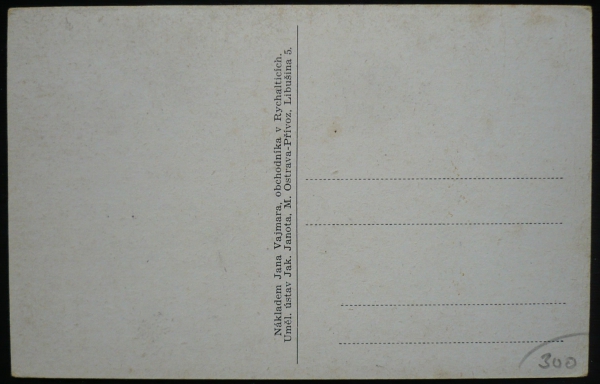 Nákladem Jana Vajmara, obchodníka v Rychalticích.
Uměl. ústav Jak. Janota, M. Ostrava-Přívoz, Libušina 5.
300